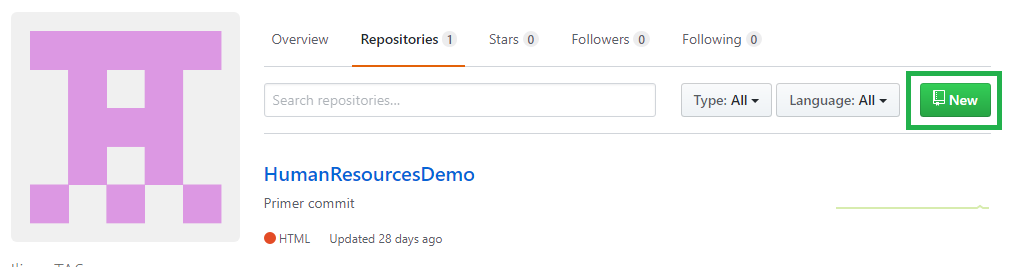 Overview Repositories 1 Stars 0 Followers 0 Following 0
Search repositories... Type: All Language: All New
HumanResourcesDemo
Primer commit
HTML Updated 28 days ago